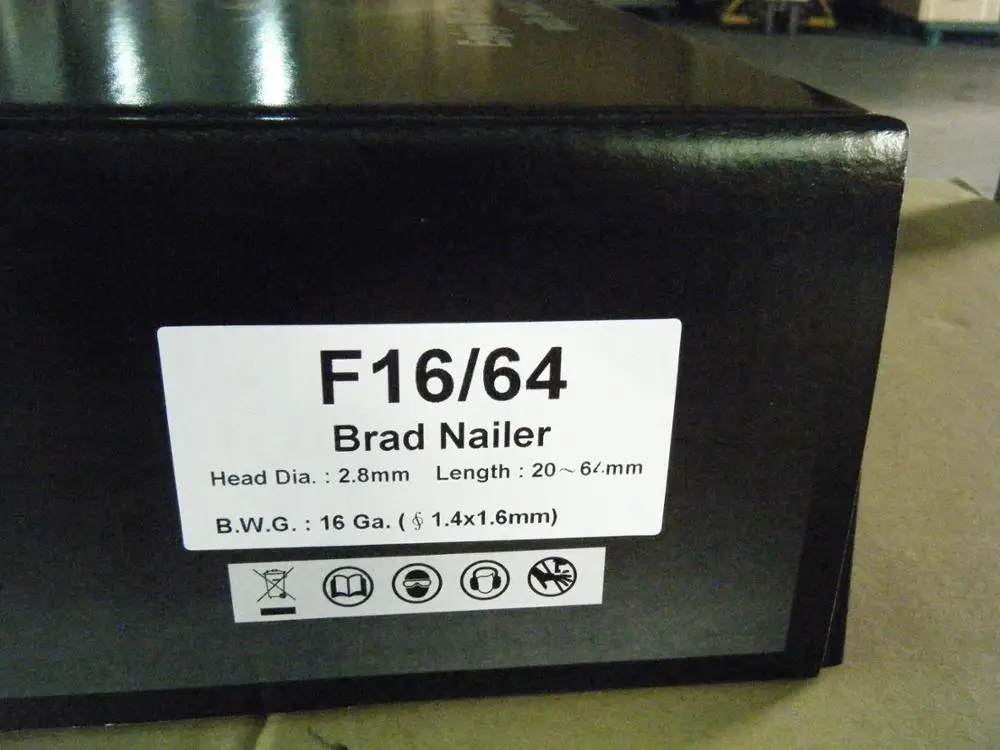 F16/64
Brad Nailer
Head Dia. : 2.8mm Length : 20～64mm
B.W.G. : 16 Ga. ( ∮ 1.4x1.6mm)